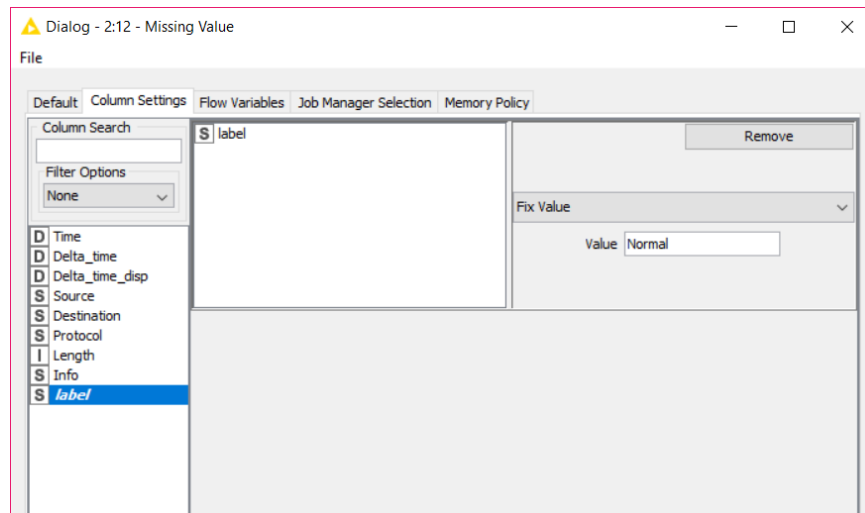 Dialog - 2:12 - Missing Value
File
Default Column Settings Flow Variables Job Manager Selection Memory Policy
Column Search
Filter Options
None
D Time
D Delta_time
D Delta_time_disp
S Source
S Destination
S Protocol
I Length
S Info
S label
S label
Remove
Fix Value
Value Normal